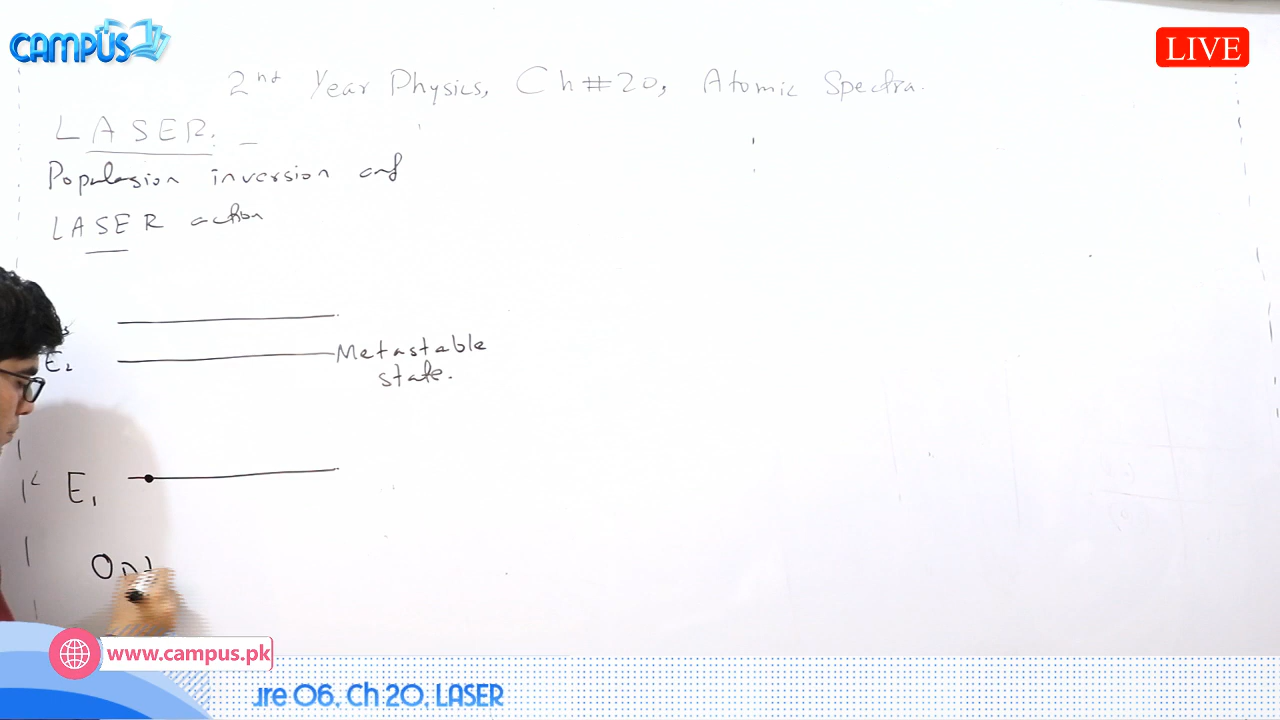 CAMPUS
LIVE
2nd Year Physics, Ch #20, Atomic Spectra.
LASER:
Population inversion and
LASER action
E2
Metastable
state.
E1
Opt
www.campus.pk
ure 06, Ch 20, LASER